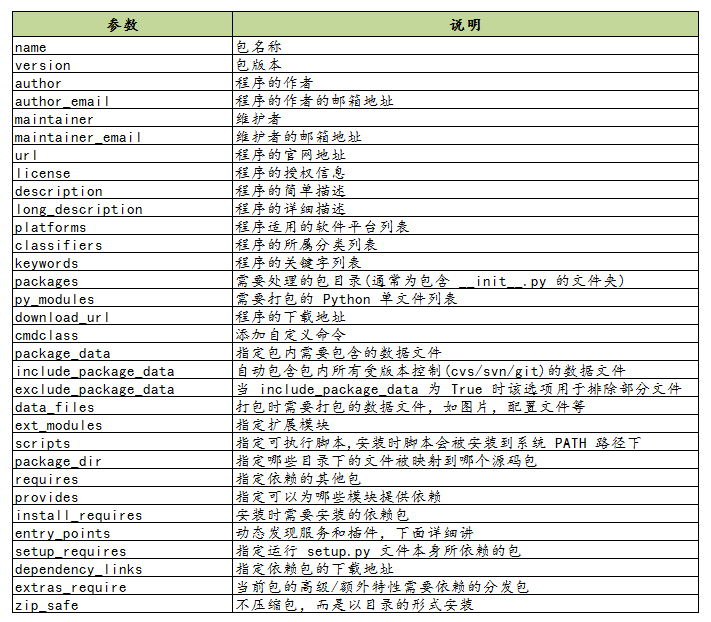 参数 说明
name 包名称
version 包版本
author 程序的作者
author_email 程序的作者的邮箱地址
maintainer 维护者
maintainer_email 维护者的邮箱地址
url 程序的官网地址
license 程序的授权信息
description 程序的简单描述
long_description 程序的详细描述
platforms 程序适用的软件平台列表
classifiers 程序的所属分类列表
keywords 程序的关键字列表
packages 需要处理的包目录(通常为包含 __init__.py 的文件夹)
py_modules 需要打包的 Python 单文件列表
download_url 程序的下载地址
cmdclass 添加自定义命令
package_data 指定包内需要包含的数据文件
include_package_data 自动包含包内所有受版本控制(cvs/svn/git)的数据文件
exclude_package_data 当 include_package_data 为 True 时该选项用于排除部分文件
data_files 打包时需要打包的数据文件, 如图片, 配置文件等
ext_modules 指定扩展模块
scripts 指定可执行脚本,安装时脚本会被安装到系统 PATH 路径下
package_dir 指定哪些目录下的文件被映射到哪个源码包
requires 指定依赖的其他包
provides 指定可以为哪些模块提供依赖
install_requires 安装时需要安装的依赖包
entry_points 动态发现服务和插件, 下面详细讲
setup_requires 指定运行 setup.py 文件本身所依赖的包
dependency_links 指定依赖包的下载地址
extras_require 当前包的高级/额外特性需要依赖的分发包
zip_safe 不压缩包, 而是以目录的形式安装